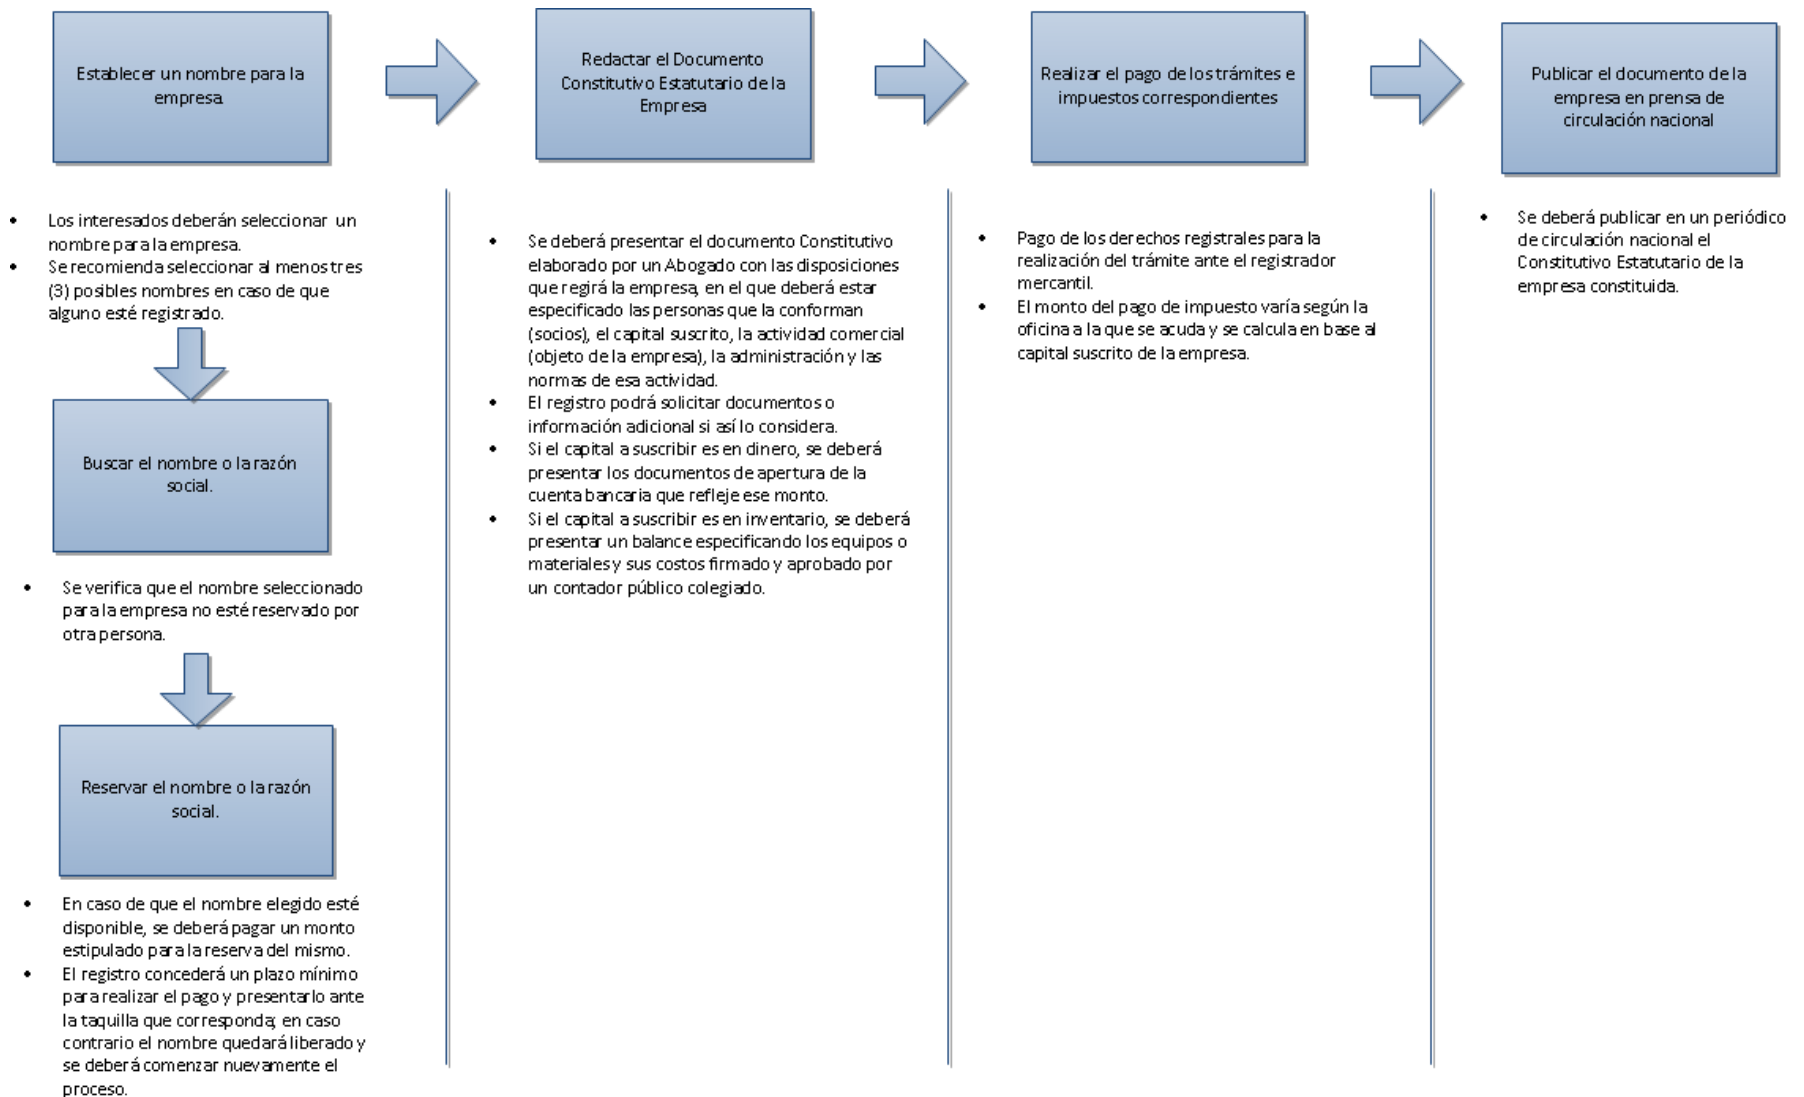 Establecer un nombre para la
empresa.
• Los interesados deberán seleccionar un
nombre para la empresa.
• Se recomienda seleccionar al menos tres
(3) posibles nombres en caso de que
alguno esté registrado.
Buscar el nombre o la razón
social.
• Se verifica que el nombre seleccionado
para la empresa no esté reservado por
otra persona.
Reservar el nombre o la razón
social.
• En caso de que el nombre elegido esté
disponible, se deberá pagar un monto
estipulado para la reserva del mismo.
• El registro concederá un plazo mínimo
para realizar el pago y presentarlo ante
la taquilla que corresponda; en caso
contrario el nombre quedará liberado y
se deberá comenzar nuevamente el
proceso.
Redactar el Documento
Constitutivo Estatutario de la
Empresa
• Se deberá presentar el documento Constitutivo
elaborado por un Abogado con las disposiciones
que regirá la empresa, en el que deberá estar
especificado las personas que la conforman
(socios), el capital suscrito, la actividad comercial
(objeto de la empresa), la administración y las
normas de esa actividad.
• El registro podrá solicitar documentos o
información adicional si así lo considera.
• Si el capital a suscribir es en dinero, se deberá
presentar los documentos de apertura de la
cuenta bancaria que refleje ese monto.
• Si el capital a suscribir es en inventario, se deberá
presentar un balance especificando los equipos o
materiales y sus costos firmado y aprobado por
un contador público colegiado.
Realizar el pago de los trámites e
impuestos correspondientes
• Pago de los derechos registrales para la
realización del trámite ante el registrador
mercantil.
• El monto del pago de impuesto varía según la
oficina a la que se acuda y se calcula en base al
capital suscrito de la empresa.
Publicar el documento de la
empresa en prensa de
circulación nacional
• Se deberá publicar en un periódico
de circulación nacional el
Constitutivo Estatutario de la
empresa constituida.